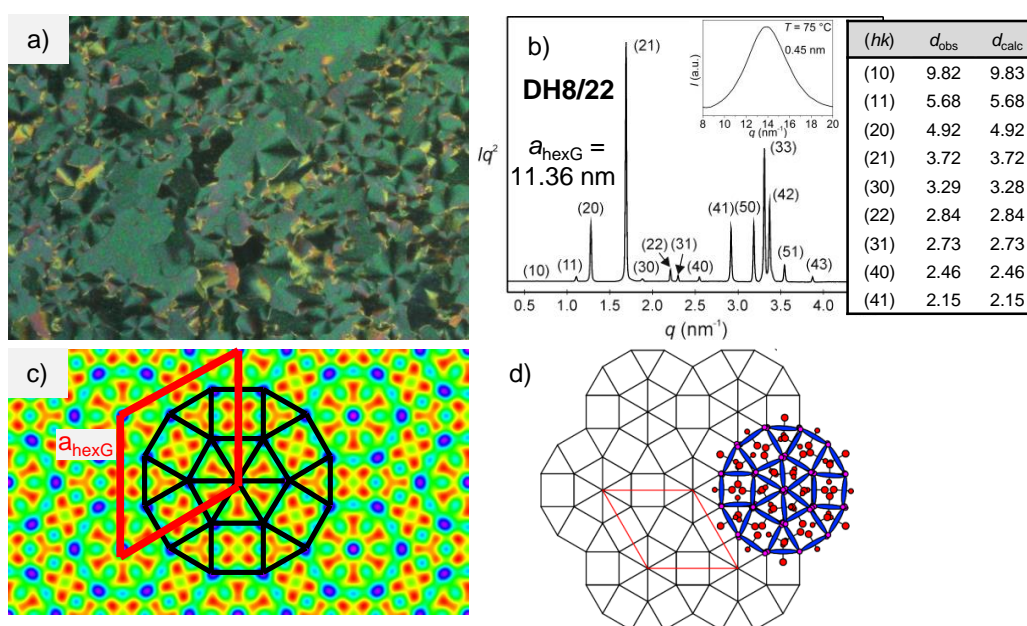 a)
b)
DH8/22
a_hexG =
11.36 nm
Iq²
(10)
(11)
(20)
(21)
(30)
(22)
(31)
(40)
(41)
(50)
(33)
(42)
(51)
(43)
0.5 1.0 1.5 2.0 2.5 3.0 3.5 4.0
q (nm⁻¹)
T = 75 °C
0.45 nm
I (a.u.)
8 10 12 14 16 18 20
q (nm⁻¹)
(hk) d_obs d_calc
(10) 9.82 9.83
(11) 5.68 5.68
(20) 4.92 4.92
(21) 3.72 3.72
(30) 3.29 3.28
(22) 2.84 2.84
(31) 2.73 2.73
(40) 2.46 2.46
(41) 2.15 2.15
c)
a_hexG
d)